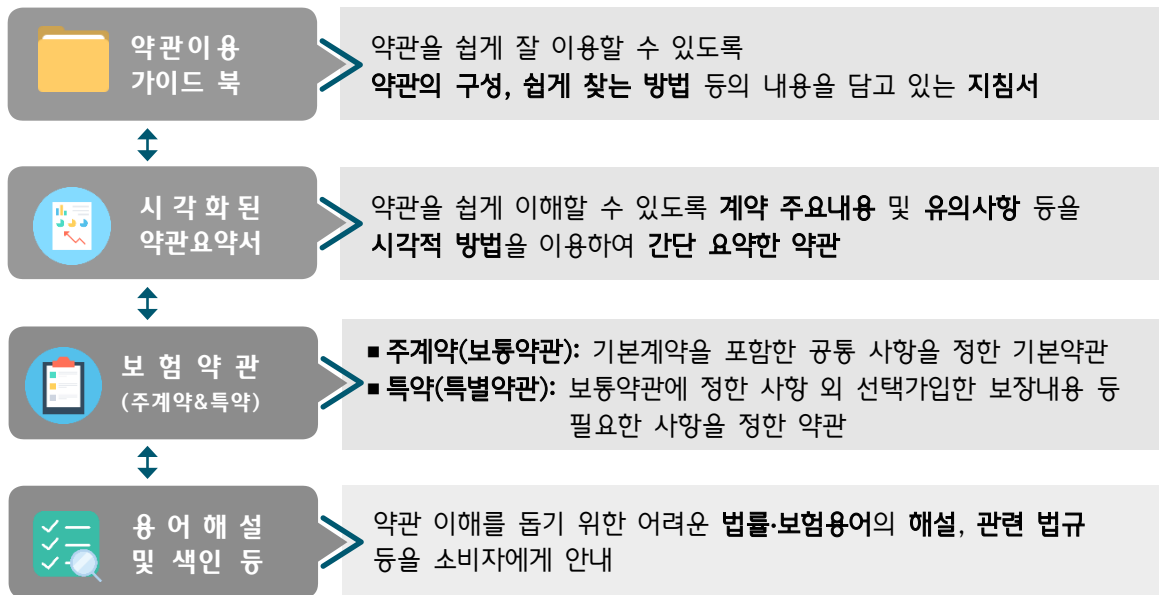 약관이용
가이드 북
약관을 쉽게 잘 이용할 수 있도록
약관의 구성, 쉽게 찾는 방법 등의 내용을 담고 있는 지침서
시 각 화 된
약관요약서
약관을 쉽게 이해할 수 있도록 계약 주요내용 및 유의사항 등을
시각적 방법을 이용하여 간단 요약한 약관
보 험 약 관
(주계약&특약)
▪ 주계약(보통약관): 기본계약을 포함한 공통 사항을 정한 기본약관
▪ 특약(특별약관): 보통약관에 정한 사항 외 선택가입한 보장내용 등
필요한 사항을 정한 약관
용 어 해 설
및 색인 등
약관 이해를 돕기 위한 어려운 법률·보험용어의 해설, 관련 법규
등을 소비자에게 안내